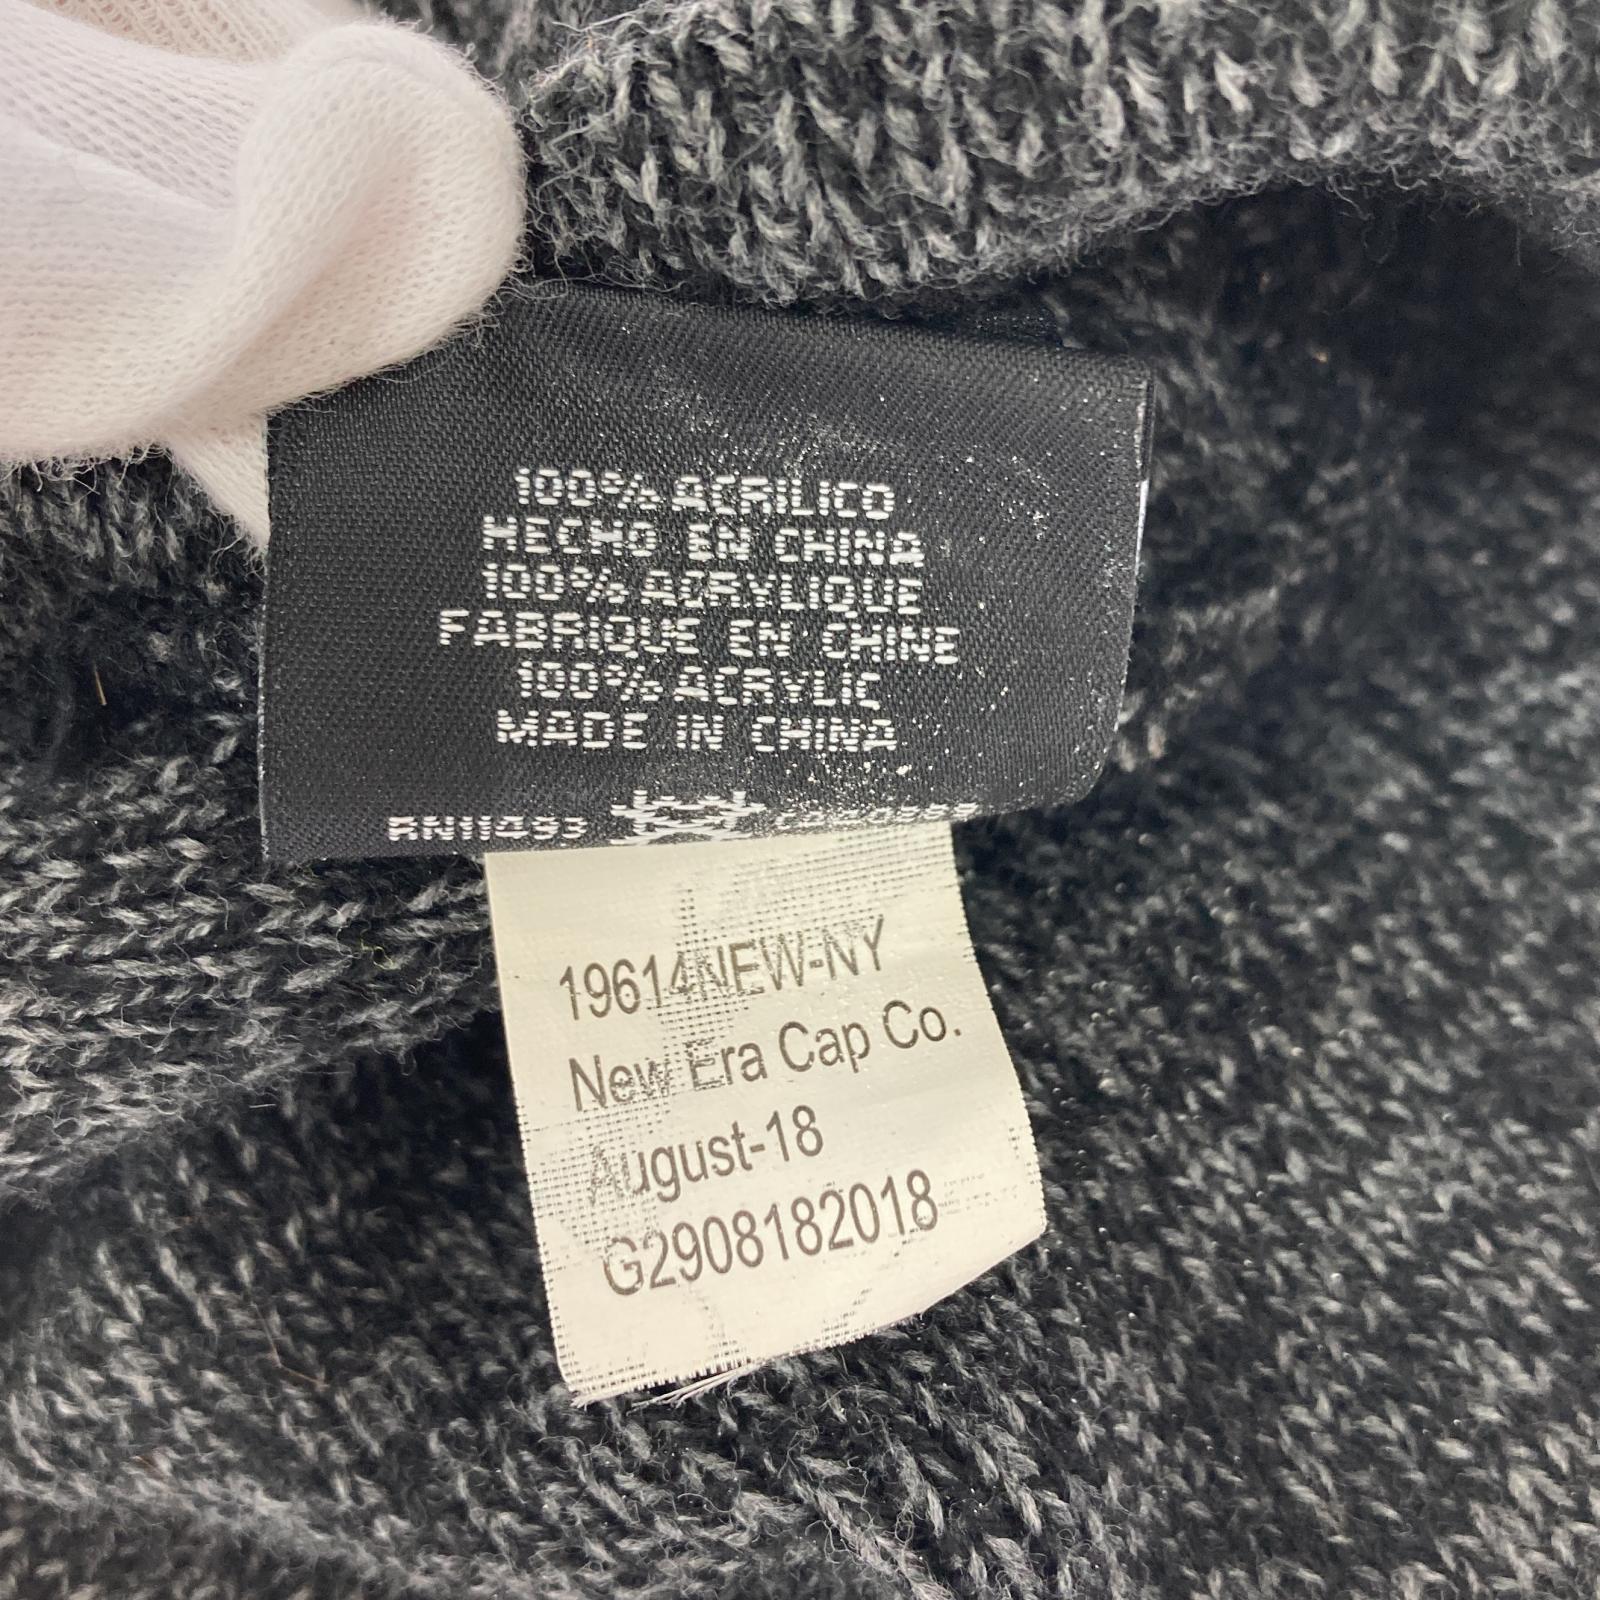 100% ACRILICO
HECHO EN CHINA
100% ACRYLIQUE
FABRIQUE EN CHINE
100% ACRYLIC
MADE IN CHINA
RN11493
19614NEW-NY
New Era Cap Co.
August-18
G2908182018